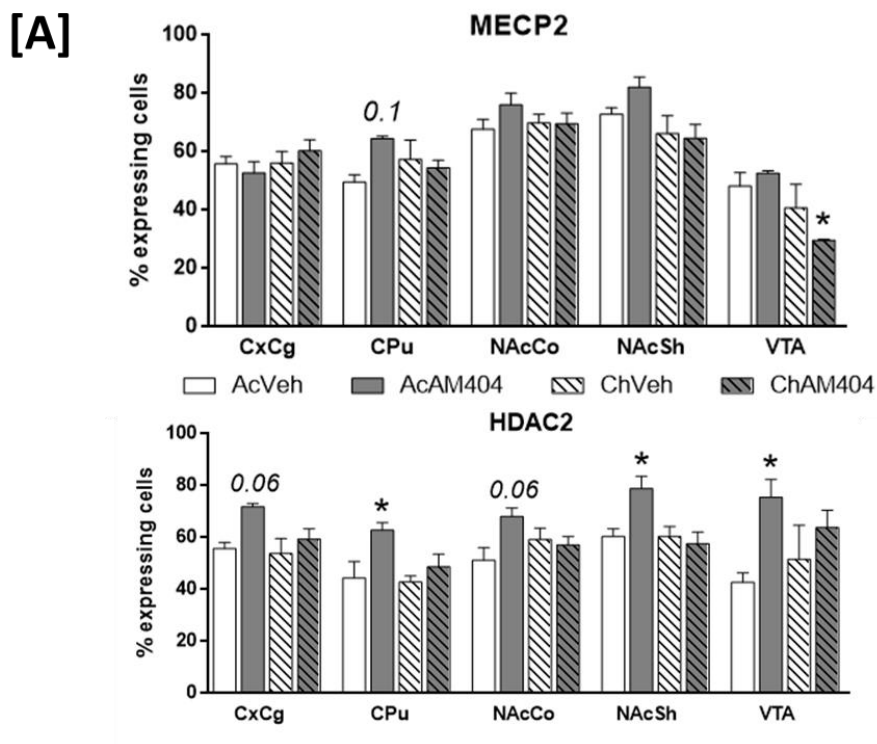 [A]
MECP2
% expressing cells
100
80
60
40
20
0
0.1
*
CxCg CPu NAcCo NAcSh VTA
AcVeh AcAM404 ChVeh ChAM404
HDAC2
% expressing cells
100
80
60
40
20
0
0.06 * 0.06 * *
CxCg CPu NAcCo NAcSh VTA